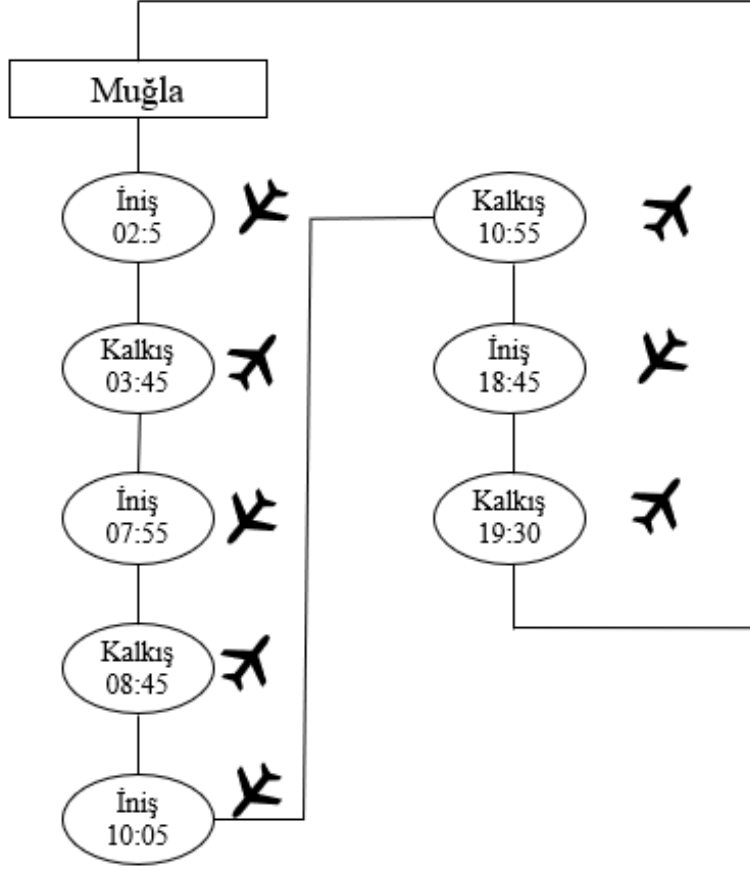 Muğla
İniş
02:5
Kalkış
03:45
İniş
07:55
Kalkış
08:45
İniş
10:05
Kalkış
10:55
İniş
18:45
Kalkış
19:30